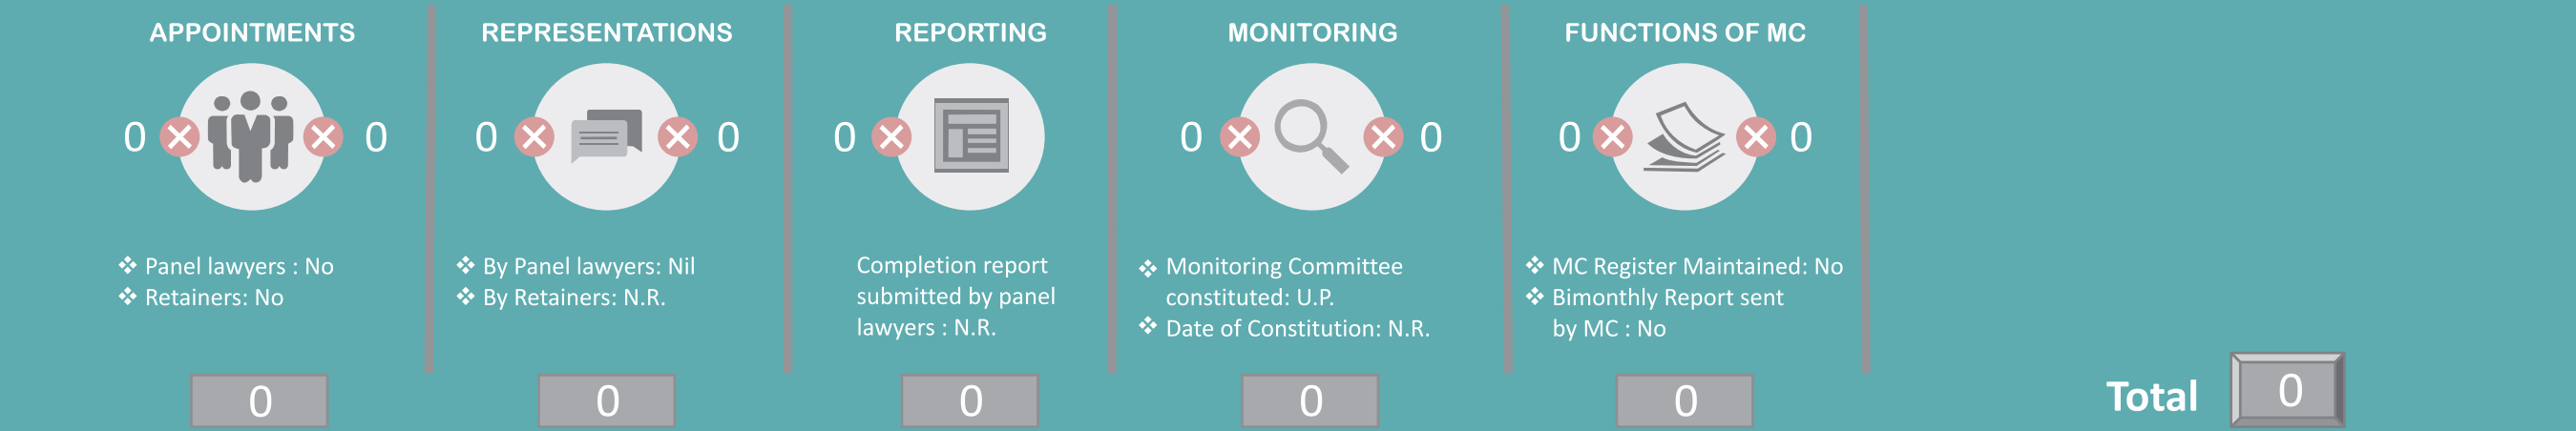 APPOINTMENTS
0 0
Panel lawyers : No
Retainers: No
0
REPRESENTATIONS
0 0
By Panel lawyers: Nil
By Retainers: N.R.
0
REPORTING
0
Completion report
submitted by panel
lawyers : N.R.
0
MONITORING
0 0
Monitoring Committee
constituted: U.P.
Date of Constitution: N.R.
0
FUNCTIONS OF MC
0 0
MC Register Maintained: No
Bimonthly Report sent
by MC : No
0
Total 0